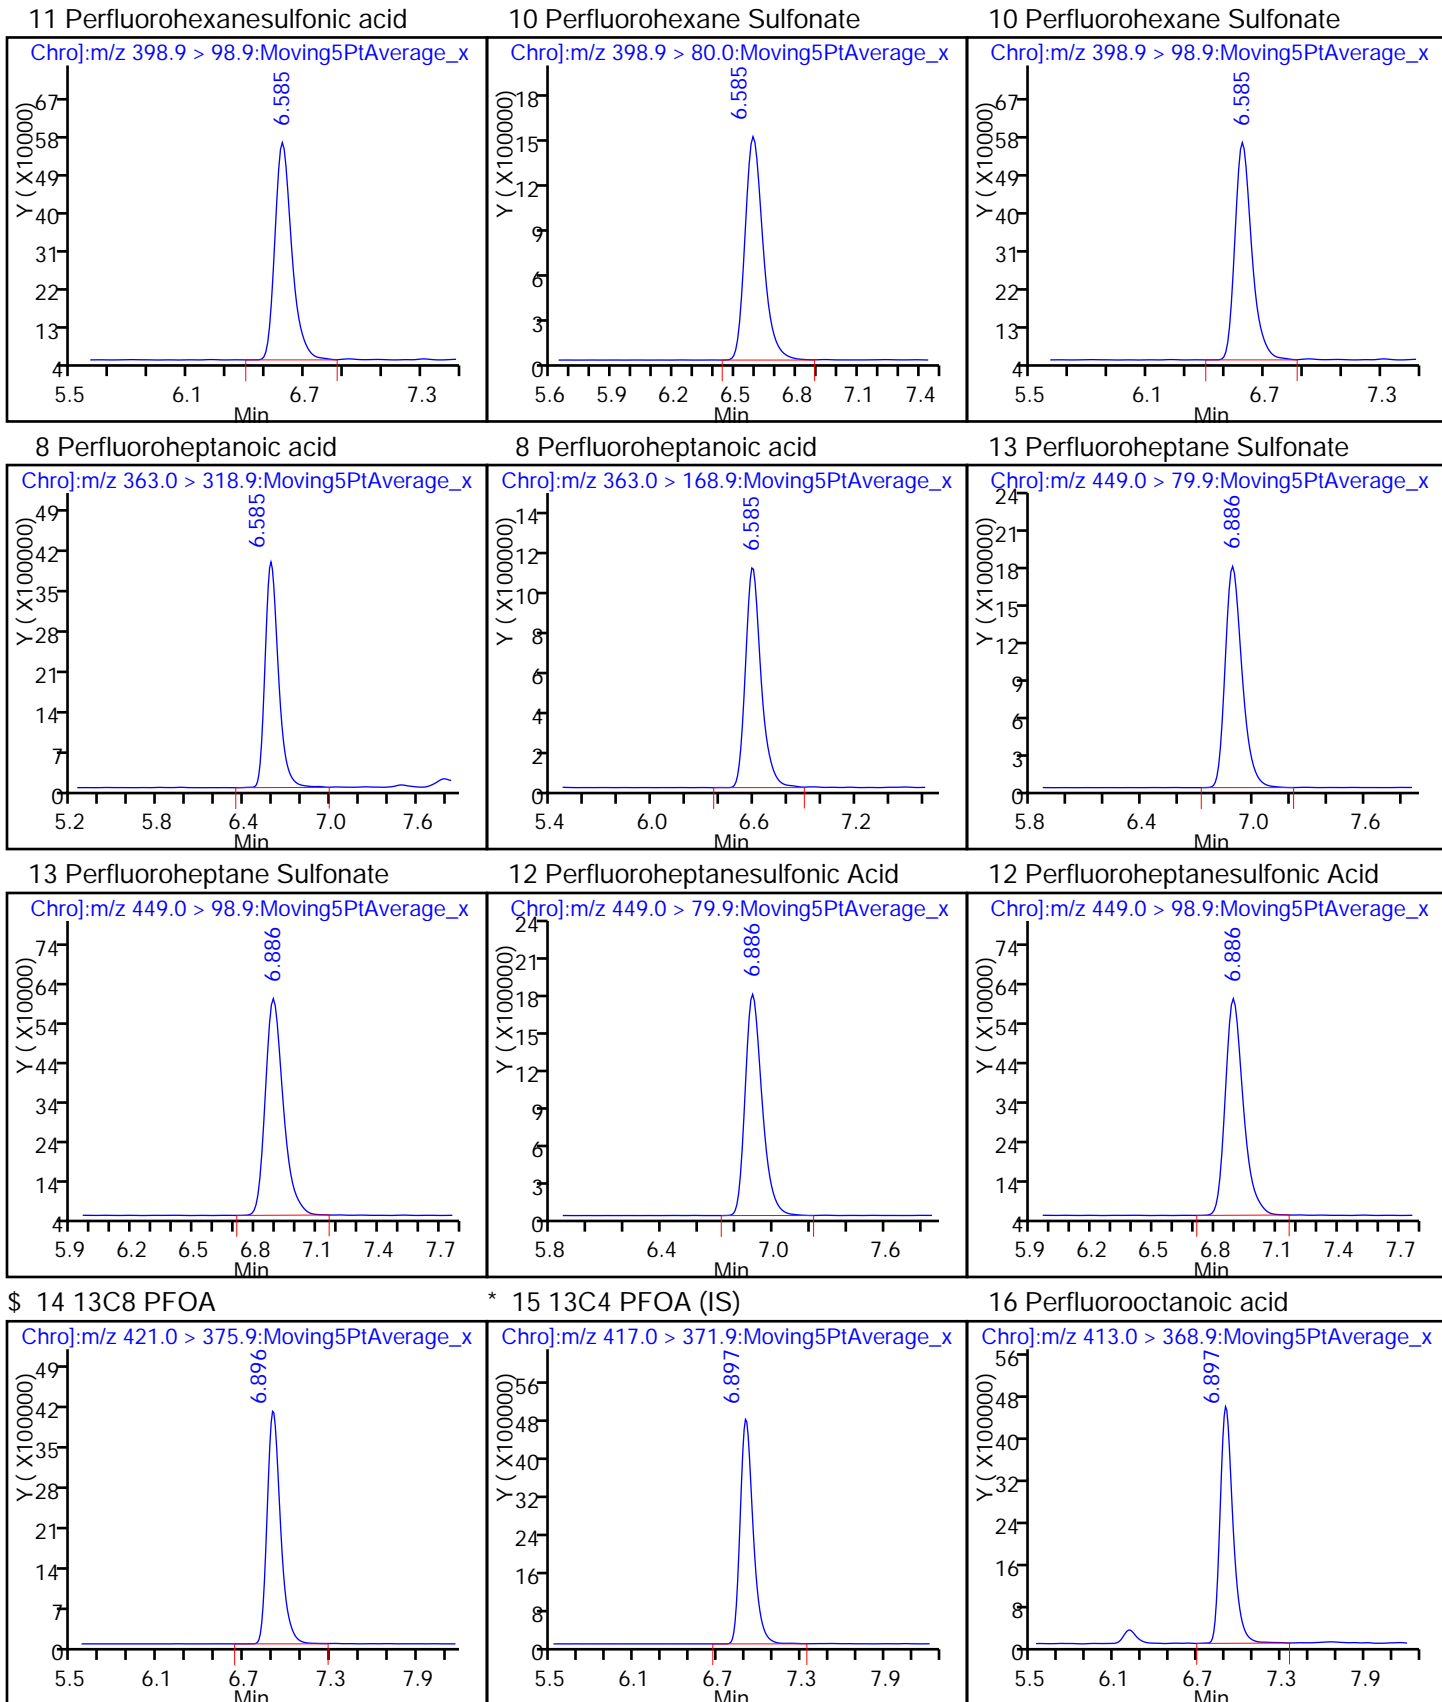 11 Perfluorohexanesulfonic acid
Chro]:m/z 398.9 > 98.9:Moving5PtAverage_x
6.585
Y ( X10000)
67
58
49
40
31
22
13
4
5.5 6.1 6.7 7.3
Min
10 Perfluorohexane Sulfonate
Chro]:m/z 398.9 > 80.0:Moving5PtAverage_x
6.585
Y ( X100000)
18
15
12
9
6
3
0
5.6 5.9 6.2 6.5 6.8 7.1 7.4
Min
10 Perfluorohexane Sulfonate
Chro]:m/z 398.9 > 98.9:Moving5PtAverage_x
6.585
Y ( X10000)
67
58
49
40
31
22
13
4
5.5 6.1 6.7 7.3
Min
8 Perfluoroheptanoic acid
Chro]:m/z 363.0 > 318.9:Moving5PtAverage_x
6.585
Y ( X100000)
49
42
35
28
21
14
7
0
5.2 5.8 6.4 7.0 7.6
Min
8 Perfluoroheptanoic acid
Chro]:m/z 363.0 > 168.9:Moving5PtAverage_x
6.585
Y ( X100000)
14
12
10
8
6
4
2
0
5.4 6.0 6.6 7.2
Min
13 Perfluoroheptane Sulfonate
Chro]:m/z 449.0 > 79.9:Moving5PtAverage_x
6.886
Y ( X100000)
24
21
18
15
12
9
6
3
0
5.8 6.4 7.0 7.6
Min
13 Perfluoroheptane Sulfonate
Chro]:m/z 449.0 > 98.9:Moving5PtAverage_x
6.886
Y ( X10000)
74
64
54
44
34
24
14
4
5.9 6.2 6.5 6.8 7.1 7.4 7.7
Min
12 Perfluoroheptanesulfonic Acid
Chro]:m/z 449.0 > 79.9:Moving5PtAverage_x
6.886
Y ( X100000)
24
21
18
15
12
9
6
3
0
5.8 6.4 7.0 7.6
Min
12 Perfluoroheptanesulfonic Acid
Chro]:m/z 449.0 > 98.9:Moving5PtAverage_x
6.886
Y ( X10000)
74
64
54
44
34
24
14
4
5.9 6.2 6.5 6.8 7.1 7.4 7.7
Min
$ 14 13C8 PFOA
Chro]:m/z 421.0 > 375.9:Moving5PtAverage_x
6.896
Y ( X100000)
49
42
35
28
21
14
7
0
5.5 6.1 6.7 7.3 7.9
Min
* 15 13C4 PFOA (IS)
Chro]:m/z 417.0 > 371.9:Moving5PtAverage_x
6.897
Y ( X100000)
56
48
40
32
24
16
8
0
5.5 6.1 6.7 7.3 7.9
Min
16 Perfluorooctanoic acid
Chro]:m/z 413.0 > 368.9:Moving5PtAverage_x
6.897
Y ( X100000)
56
48
40
32
24
16
8
0
5.5 6.1 6.7 7.3 7.9
Min